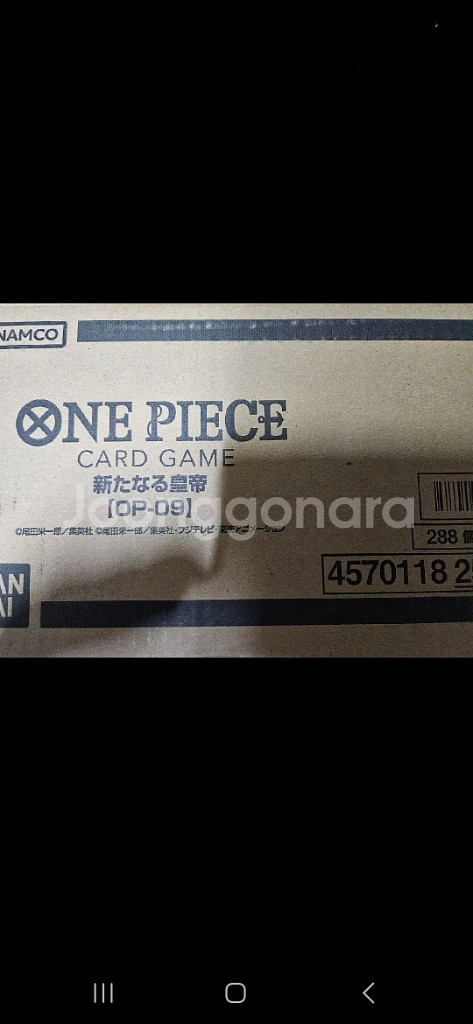 NAMCO
ONE PIECE
CARD GAME
新たなる皇帝
【OP-09】
©尾田栄一郎／集英社 ©尾田栄一郎／集英社・フジテレビ・東映アニメーション
288 個
4570118 2